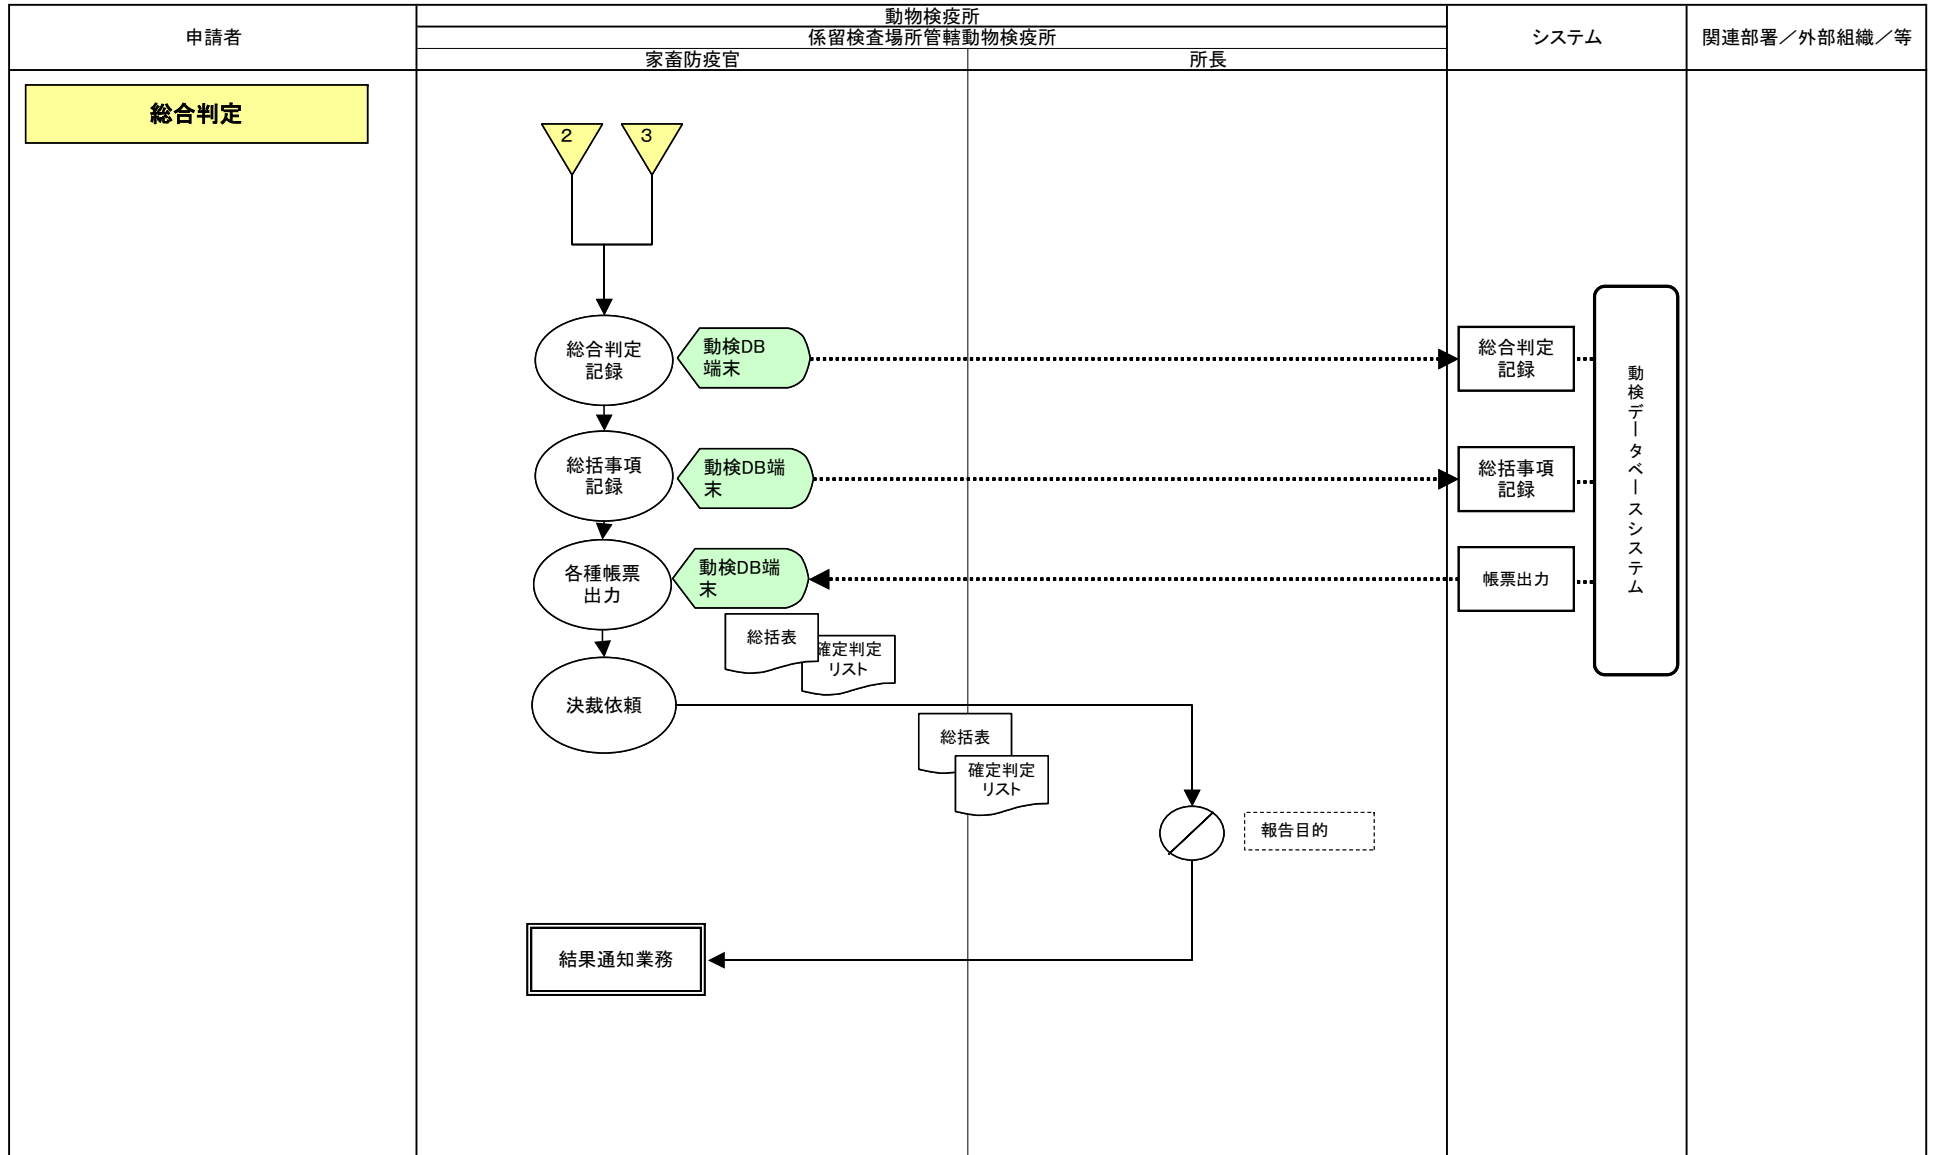 動物検疫所
申請者
係留検査場所管轄動物検疫所
システム
関連部署／外部組織／等
家畜防疫官
所長
総合判定
2
3
総合判定
記録
動検DB
端末
総合判定
記録
動検データベースシステム
総括事項
記録
動検DB端
末
総括事項
記録
各種帳票
出力
動検DB端
末
帳票出力
総括表
確定判定
リスト
決裁依頼
総括表
確定判定
リスト
報告目的
結果通知業務